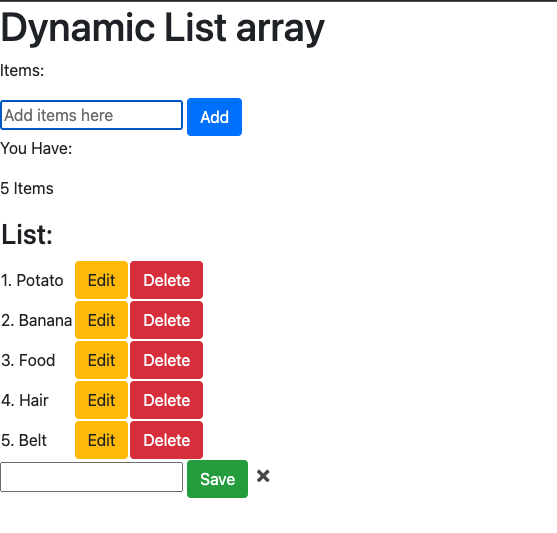 Dynamic List array
Items:
Add items here Add
You Have:
5 Items
List:
1. Potato Edit Delete
2. Banana Edit Delete
3. Food Edit Delete
4. Hair Edit Delete
5. Belt Edit Delete
Save ✖